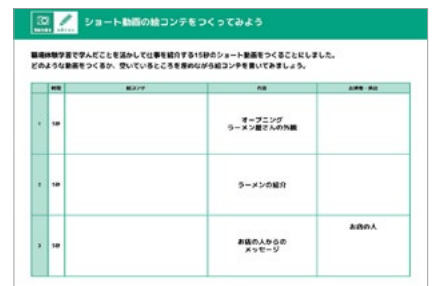 ショート動画の絵コンテをつくってみよう
職場体験学習で学んだことを活かして仕事を紹介する15秒のショート動画をつくることにしました。
どのような動画をつくるか、空いているところを埋めながら絵コンテを書いてみましょう。
時間 絵コンテ 内容
1 5秒 オープニング
ラーメン屋さんの外観
2 5秒 ラーメンの紹介
3 5秒 お店の人からの
メッセージ
お店の人